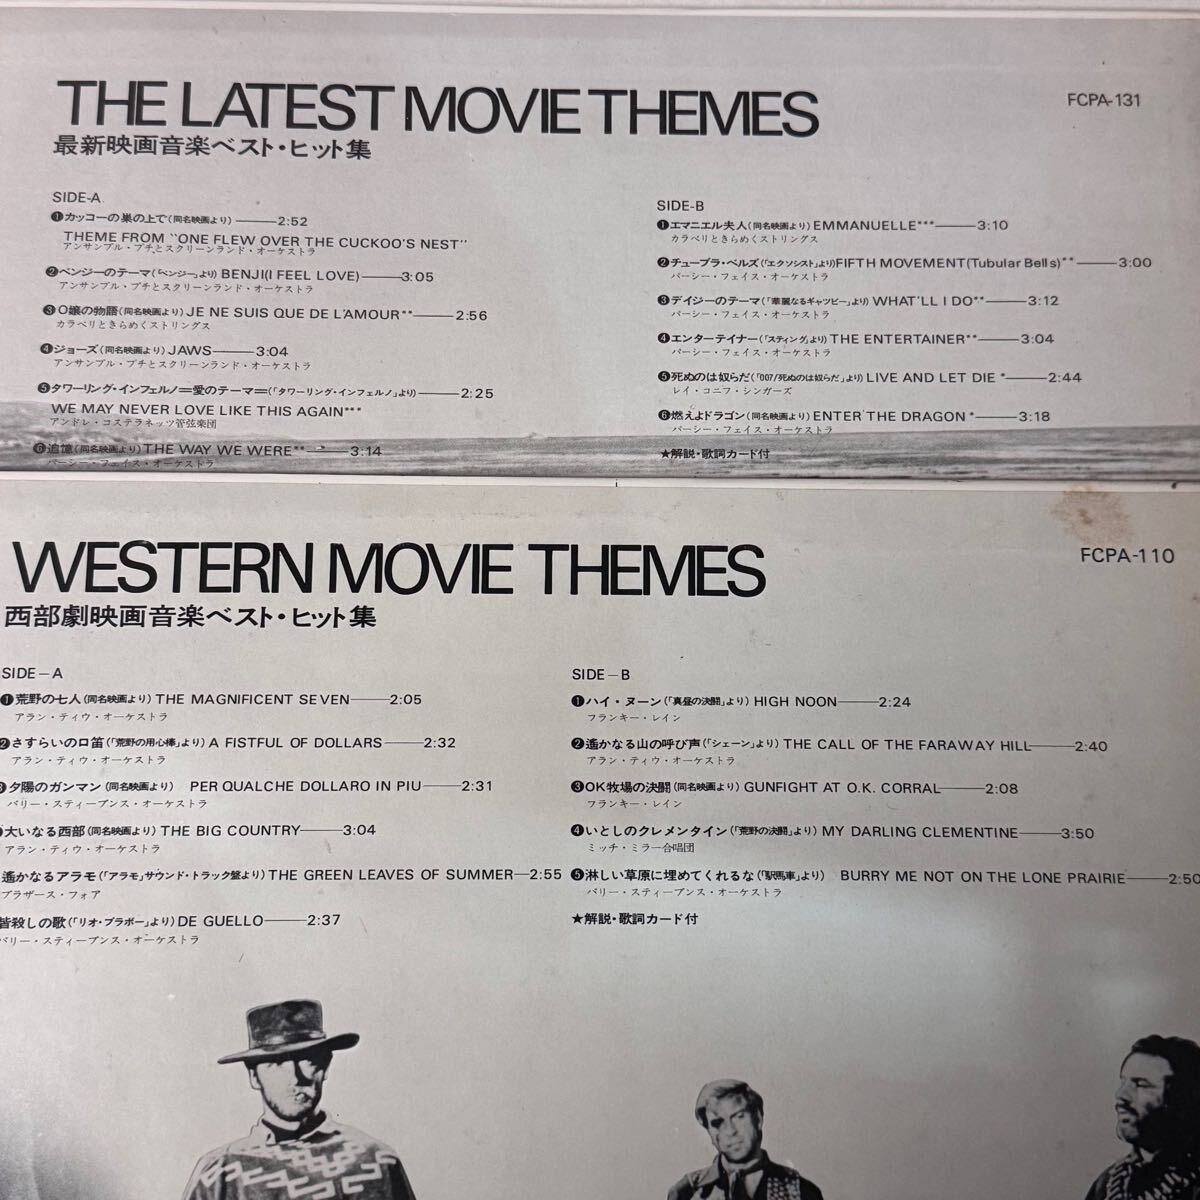 THE LATEST MOVIE THEMES
FCPA-131
最新映画音楽ベスト・ヒット集
SIDE-A
❶カッコーの巣の上で(同名映画より)———2:52
THEME FROM "ONE FLEW OVER THE CUCKOO'S NEST"
アンサンブル・プチとスクリーンランド・オーケストラ
❷ベンジーのテーマ(「ベンジー」より) BENJI(I FEEL LOVE)———3:05
アンサンブル・プチとスクリーンランド・オーケストラ
❸O嬢の物語(同名映画より) JE NE SUIS QUE DE L'AMOUR**———2:56
カラベリときらめくストリングス
❹ジョーズ(同名映画より) JAWS———3:04
アンサンブル・プチとスクリーンランド・オーケストラ
❺タワーリング・インフェルノ=愛のテーマ=(「タワーリング・インフェルノ」より)———2:25
WE MAY NEVER LOVE LIKE THIS AGAIN***
アンドレ・コステラネッツ管弦楽団
❻追憶(同名映画より) THE WAY WE WERE**———3:14
パーシー・フェイス・オーケストラ
SIDE-B
❶エマニエル夫人(同名映画より) EMMANUELLE***———3:10
カラベリときらめくストリングス
❷チューブラ・ベルズ(「エクソシスト」より)FIFTH MOVEMENT(Tubular Bells)**———3:00
パーシー・フェイス・オーケストラ
❸デイジーのテーマ(「華麗なるギャツビー」より) WHAT'LL I DO**———3:12
パーシー・フェイス・オーケストラ
❹エンターテイナー(「スティング」より) THE ENTERTAINER**———3:04
パーシー・フェイス・オーケストラ
❺死ぬのは奴らだ(「007/死ぬのは奴らだ」より) LIVE AND LET DIE *———2:44
レイ・コニフ・シンガーズ
❻燃えよドラゴン(同名映画より) ENTER THE DRAGON *———3:18
パーシー・フェイス・オーケストラ
★解説・歌詞カード付
WESTERN MOVIE THEMES
FCPA-110
西部劇映画音楽ベスト・ヒット集
SIDE—A
❶荒野の七人(同名映画より) THE MAGNIFICENT SEVEN———2:05
アラン・ティウ・オーケストラ
❷さすらいの口笛(「荒野の用心棒」より) A FISTFUL OF DOLLARS———2:32
アラン・ティウ・オーケストラ
❸夕陽のガンマン(同名映画より) PER QUALCHE DOLLARO IN PIU———2:31
バリー・スティーブンス・オーケストラ
大いなる西部(同名映画より) THE BIG COUNTRY———3:04
アラン・ティウ・オーケストラ
遙かなるアラモ(「アラモ」サウンド・トラック盤より) THE GREEN LEAVES OF SUMMER—2:55
ブラザース・フォア
皆殺しの歌(「リオ・ブラボー」より) DE GUELLO———2:37
バリー・スティーブンス・オーケストラ
SIDE—B
❶ハイ・ヌーン(「真昼の決闘」より) HIGH NOON———2:24
フランキー・レイン
❷遙かなる山の呼び声(「シェーン」より) THE CALL OF THE FARAWAY HILL———2:40
アラン・ティウ・オーケストラ
❸OK牧場の決闘(同名映画より) GUNFIGHT AT O.K. CORRAL———2:08
フランキー・レイン
❹いとしのクレメンタイン(「荒野の決闘」より) MY DARLING CLEMENTINE———3:50
ミッチ・ミラー合唱団
❺淋しい草原に埋めてくれるな(「駅馬車」より) BURRY ME NOT ON THE LONE PRAIRIE———2:50
バリー・スティーブンス・オーケストラ
★解説・歌詞カード付